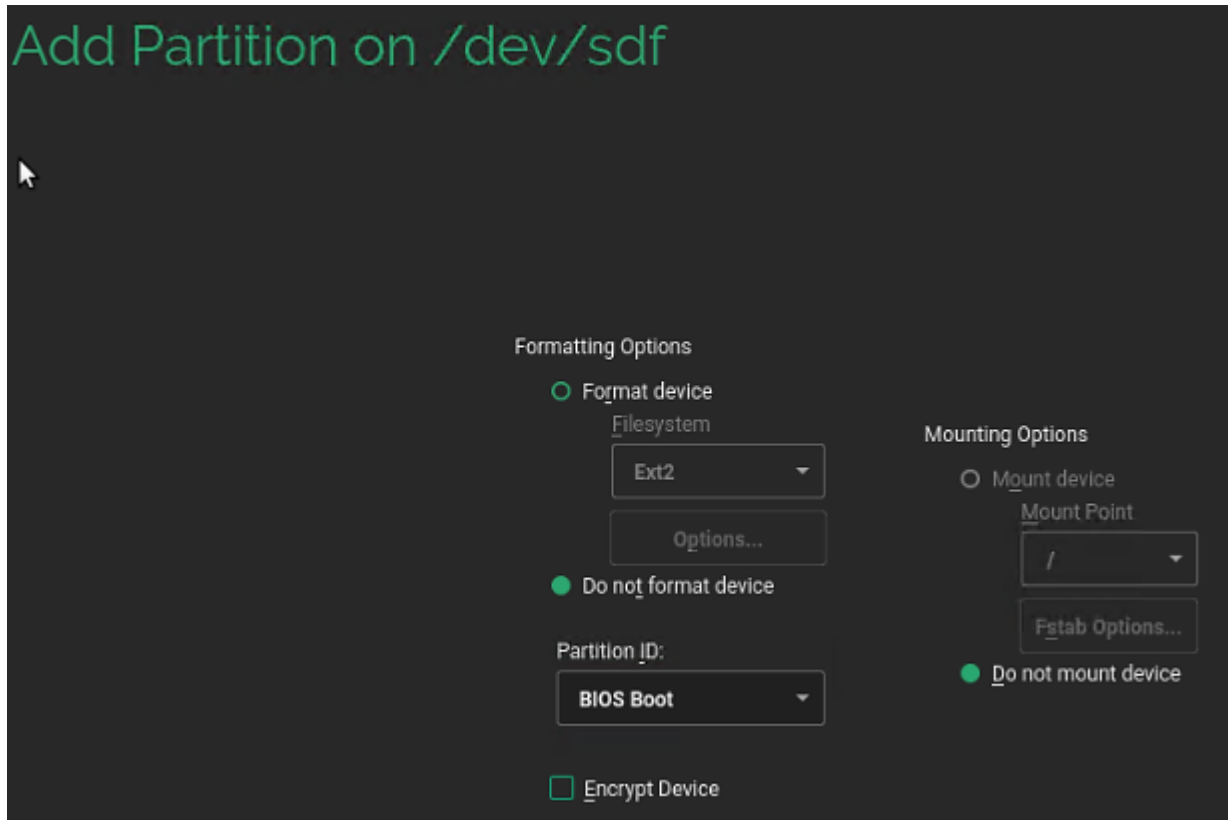 Add Partition on /dev/sdf
Formatting Options
Format device
Filesystem
Ext2
Options...
Do not format device
Partition ID:
BIOS Boot
Encrypt Device
Mounting Options
Mount device
Mount Point
/
Fstab Options...
Do not mount device